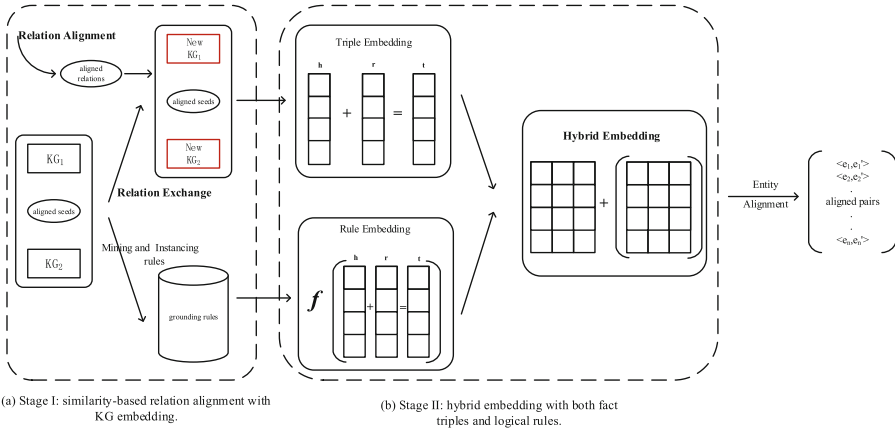 Relation Alignment
aligned
relations
New
KG₁
aligned seeds
New
KG₂
KG₁
aligned seeds
KG₂
Relation Exchange
Mining and Instancing
rules
grounding rules
(a) Stage I: similarity-based relation alignment with
KG embedding.
Triple Embedding
h r t
+ =
Rule Embedding
h r t
f + =
Hybrid Embedding
+
(b) Stage II: hybrid embedding with both fact
triples and logical rules.
Entity
Alignment
<e₁,e₁'>
<e₂,e₂'>
.
aligned pairs
.
.
<eₙ,eₙ'>